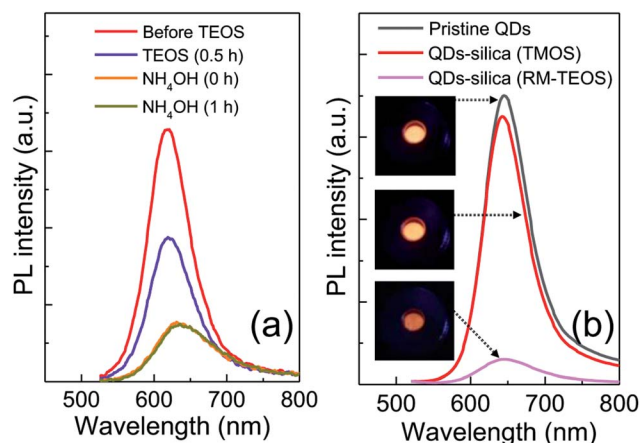 Before TEOS
TEOS (0.5 h)
NH₄OH (0 h)
NH₄OH (1 h)
(a)
PL intensity (a.u.)
500 600 700 800
Wavelength (nm)
Pristine QDs
QDs-silica (TMOS)
QDs-silica (RM-TEOS)
(b)
PL intensity (a.u.)
500 600 700 800
Wavelength (nm)